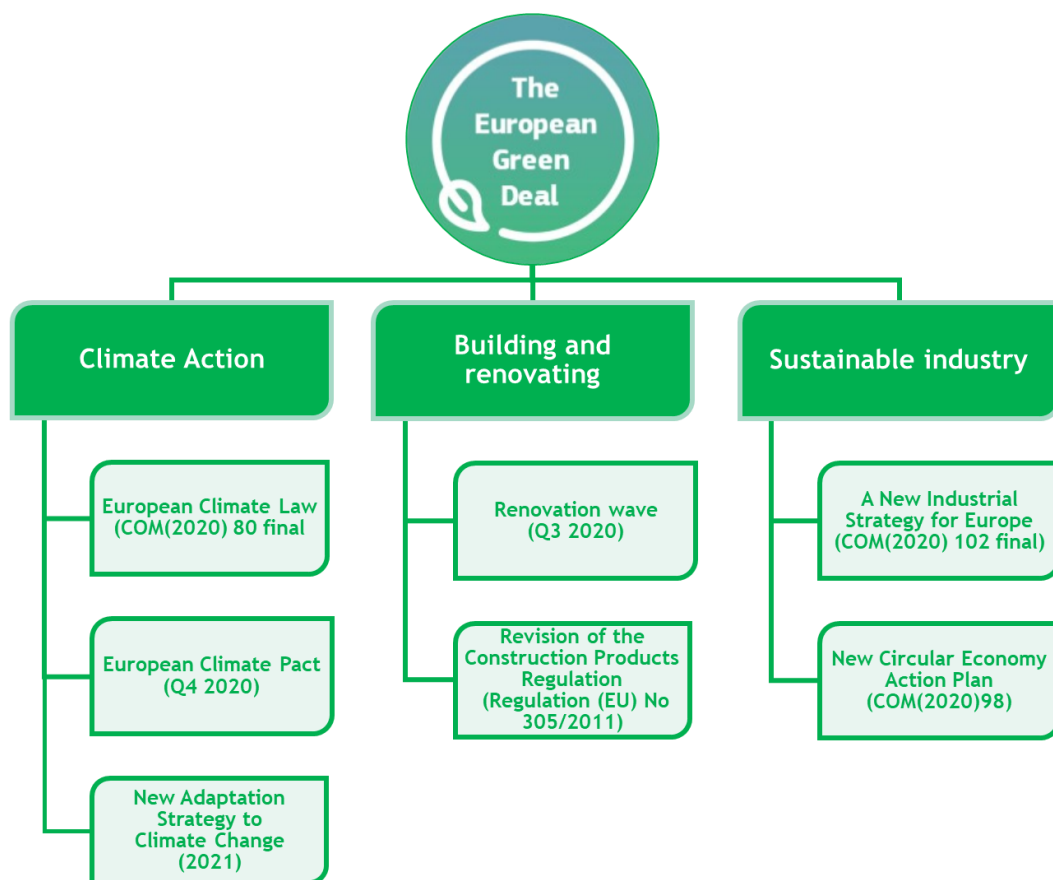 The
European
Green
Deal
Climate Action
Building and
renovating
Sustainable industry
European Climate Law
(COM(2020) 80 final
European Climate Pact
(Q4 2020)
New Adaptation
Strategy to
Climate Change
(2021)
Renovation wave
(Q3 2020)
Revision of the
Construction Products
Regulation
(Regulation (EU) No
305/2011)
A New Industrial
Strategy for Europe
(COM(2020) 102 final)
New Circular Economy
Action Plan
(COM(2020)98)